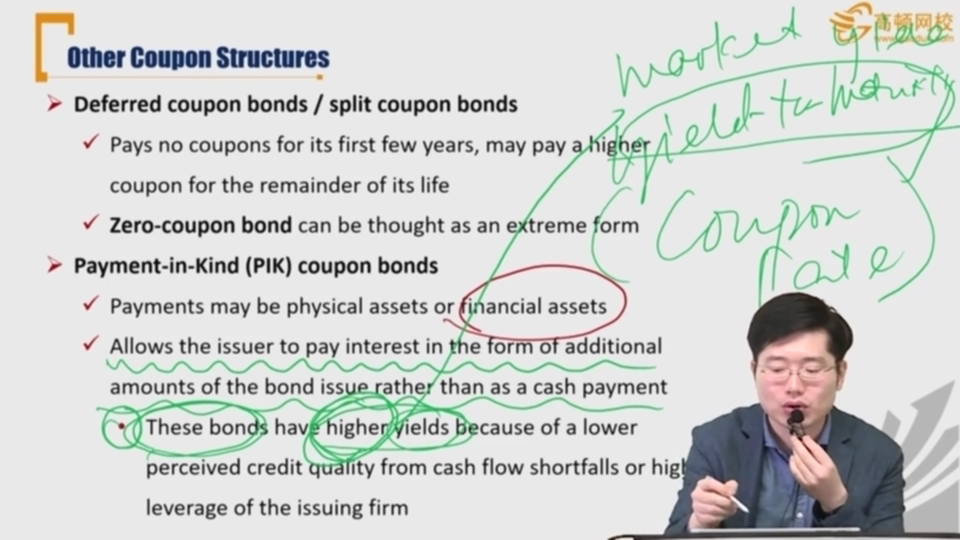 Other Coupon Structures
高顿网校
market yield
yield to maturity
Coupon
rate
➢ Deferred coupon bonds / split coupon bonds
✓ Pays no coupons for its first few years, may pay a higher
coupon for the remainder of its life
✓ Zero-coupon bond can be thought as an extreme form
➢ Payment-in-Kind (PIK) coupon bonds
✓ Payments may be physical assets or financial assets
✓ Allows the issuer to pay interest in the form of additional
amounts of the bond issue rather than as a cash payment
• These bonds have higher yields because of a lower
perceived credit quality from cash flow shortfalls or hig
leverage of the issuing firm